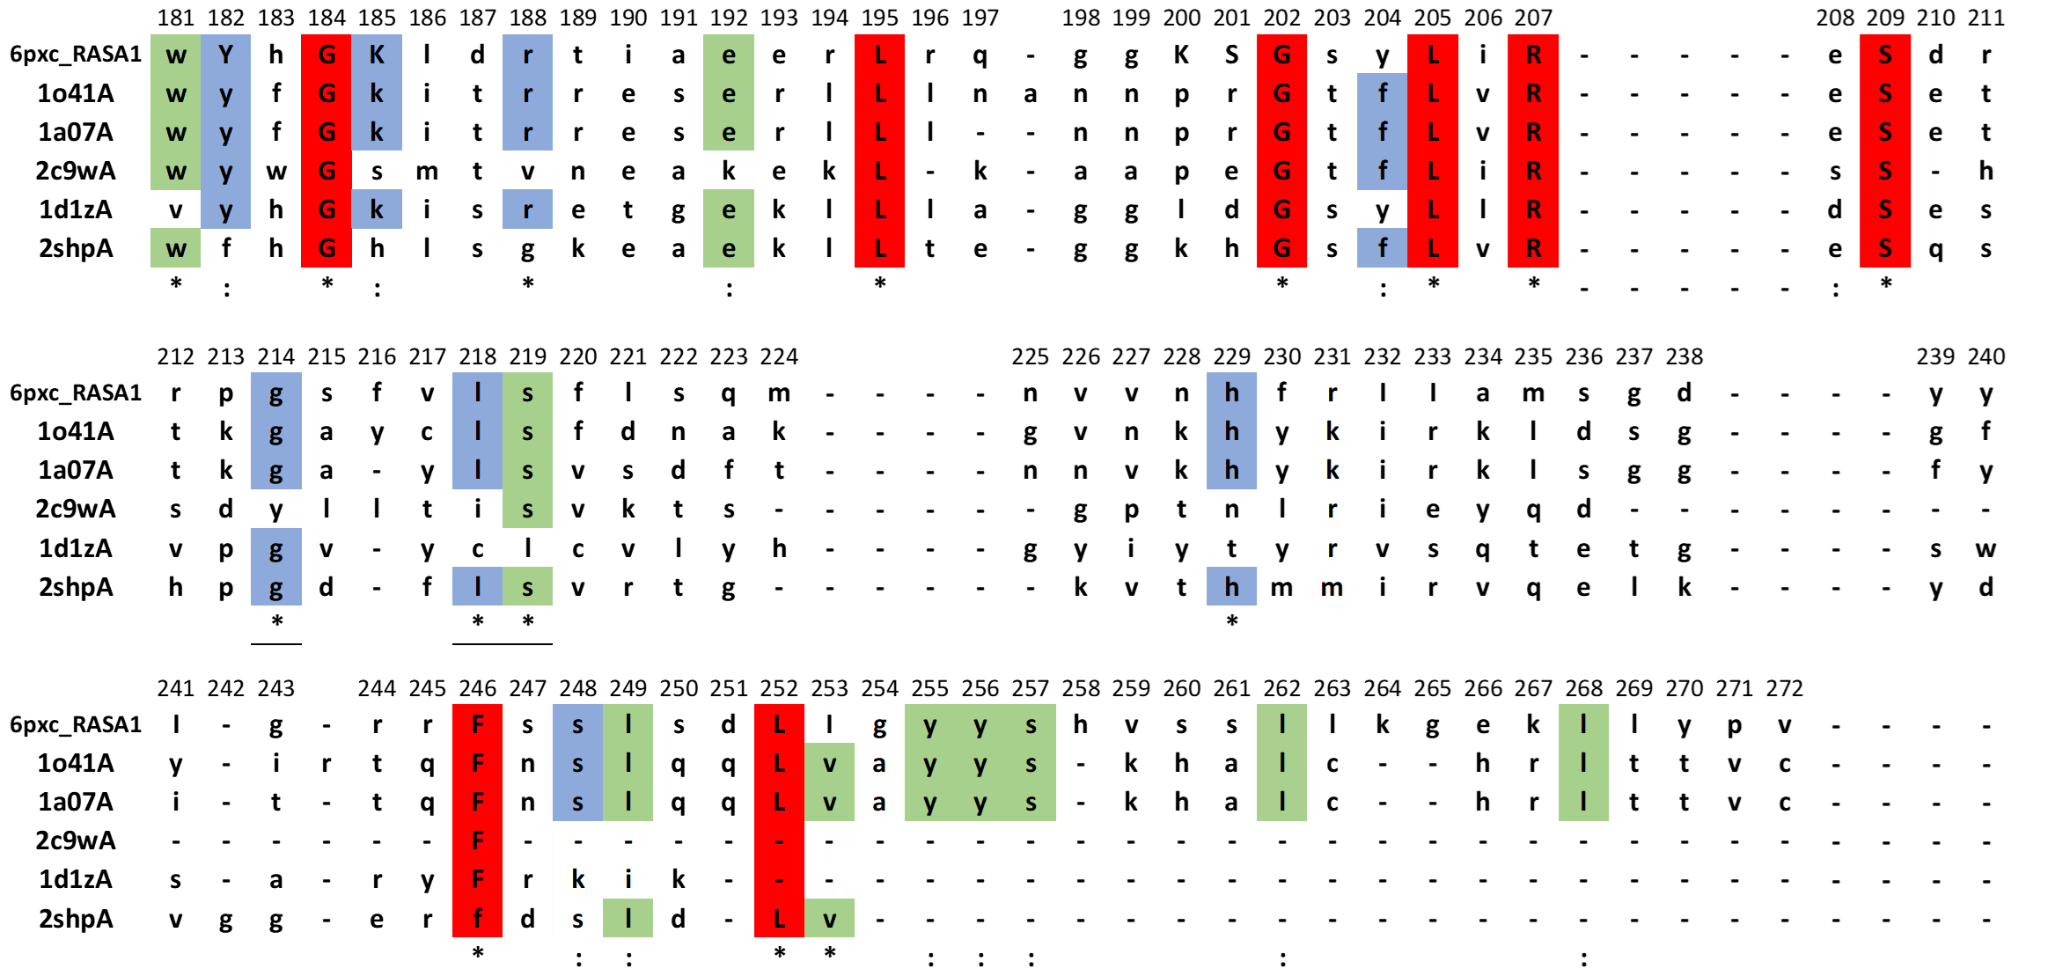 181 182 183 184 185 186 187 188 189 190 191 192 193 194 195 196 197 198 199 200 201 202 203 204 205 206 207 208 209 210 211
6pxc_RASA1 w Y h G K l d r t i a e e r L r q - g g K S G s y L i R - - - - - e S d r
1o41A w y f G k i t r r e s e r l L l n a n n p r G t f L v R - - - - - e S e t
1a07A w y f G k i t r r e s e r l L l - - n n p r G t f L v R - - - - - e S e t
2c9wA w y w G s m t v n e a k e k L - k - a a p e G t f L i R - - - - - s S - h
1d1zA v y h G k i s r e t g e k l L l a - g g l d G s y L l R - - - - - d S e s
2shpA w f h G h l s g k e a e k l L t e - g g k h G s f L v R - - - - - e S q s
* : * : * : * * : * * - - - - - : *
212 213 214 215 216 217 218 219 220 221 222 223 224 225 226 227 228 229 230 231 232 233 234 235 236 237 238 239 240
6pxc_RASA1 r p g s f v l s f l s q m - - - - n v v n h f r l l a m s g d - - - - y y
1o41A t k g a y c l s f d n a k - - - - g v n k h y k i r k l d s g - - - - g f
1a07A t k g a - y l s v s d f t - - - - n n v k h y k i r k l s g g - - - - f y
2c9wA s d y l l t i s v k t s - - - - - g p t n l r i e y q d - - - - - - - -
1d1zA v p g v - y c l c v l y h - - - - g y i y t y r v s q t e t g - - - - s w
2shpA h p g d - f l s v r t g - - - - - k v t h m m i r v q e l k - - - - y d
* * * *
241 242 243 244 245 246 247 248 249 250 251 252 253 254 255 256 257 258 259 260 261 262 263 264 265 266 267 268 269 270 271 272
6pxc_RASA1 l - g - r r F s s l s d L l g y y s h v s s l l k g e k l l y p v - - - -
1o41A y - i r t q F n s l q q L v a y y s - k h a l c - - h r l t t v c - - - -
1a07A i - t - t q F n s l q q L v a y y s - k h a l c - - h r l t t v c - - - -
2c9wA - - - - - - F - - - - - - - - - - - - - - - - - - - - - - - - - - - - - -
1d1zA s - a - r y F r k i k - - - - - - - - - - - - - - - - - - - - - - - - - -
2shpA v g g - e r f d s l d - L v - - - - - - - - - - - - - - - - - - - - - - -
* : : * * : : : : :